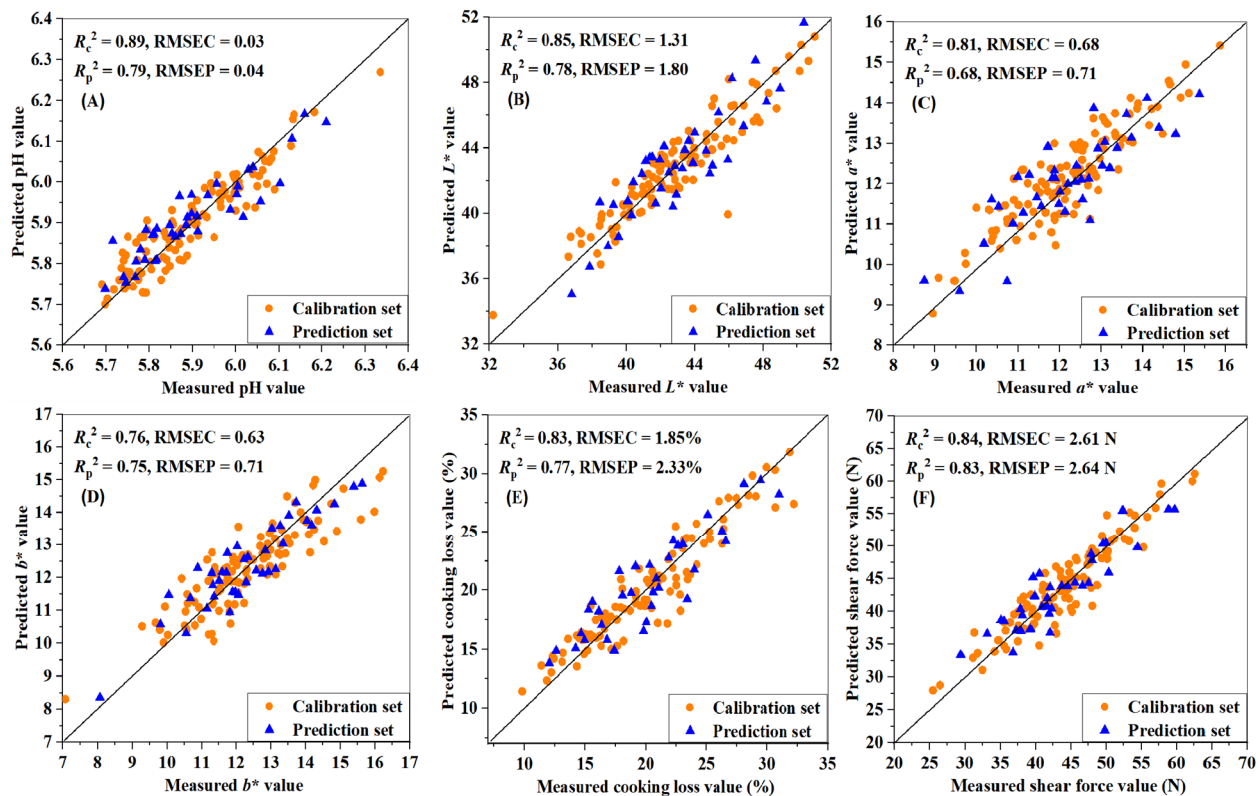 6.4
6.3
6.2
6.1
6.0
5.9
5.8
5.7
5.6
Predicted pH value
R_c² = 0.89, RMSEC = 0.03
R_p² = 0.79, RMSEP = 0.04
(A)
Calibration set
Prediction set
5.6 5.7 5.8 5.9 6.0 6.1 6.2 6.3 6.4
Measured pH value
52
48
44
40
36
32
Predicted L* value
R_c² = 0.85, RMSEC = 1.31
R_p² = 0.78, RMSEP = 1.80
(B)
Calibration set
Prediction set
32 36 40 44 48 52
Measured L* value
16
15
14
13
12
11
10
9
8
Predicted a* value
R_c² = 0.81, RMSEC = 0.68
R_p² = 0.68, RMSEP = 0.71
(C)
Calibration set
Prediction set
8 9 10 11 12 13 14 15 16
Measured a* value
17
16
15
14
13
12
11
10
9
8
7
Predicted b* value
R_c² = 0.76, RMSEC = 0.63
R_p² = 0.75, RMSEP = 0.71
(D)
Calibration set
Prediction set
7 8 9 10 11 12 13 14 15 16 17
Measured b* value
35
30
25
20
15
10
Predicted cooking loss value (%)
R_c² = 0.83, RMSEC = 1.85%
R_p² = 0.77, RMSEP = 2.33%
(E)
Calibration set
Prediction set
10 15 20 25 30 35
Measured cooking loss value (%)
70
65
60
55
50
45
40
35
30
25
20
Predicted shear force value (N)
R_c² = 0.84, RMSEC = 2.61 N
R_p² = 0.83, RMSEP = 2.64 N
(F)
Calibration set
Prediction set
20 25 30 35 40 45 50 55 60 65 70
Measured shear force value (N)